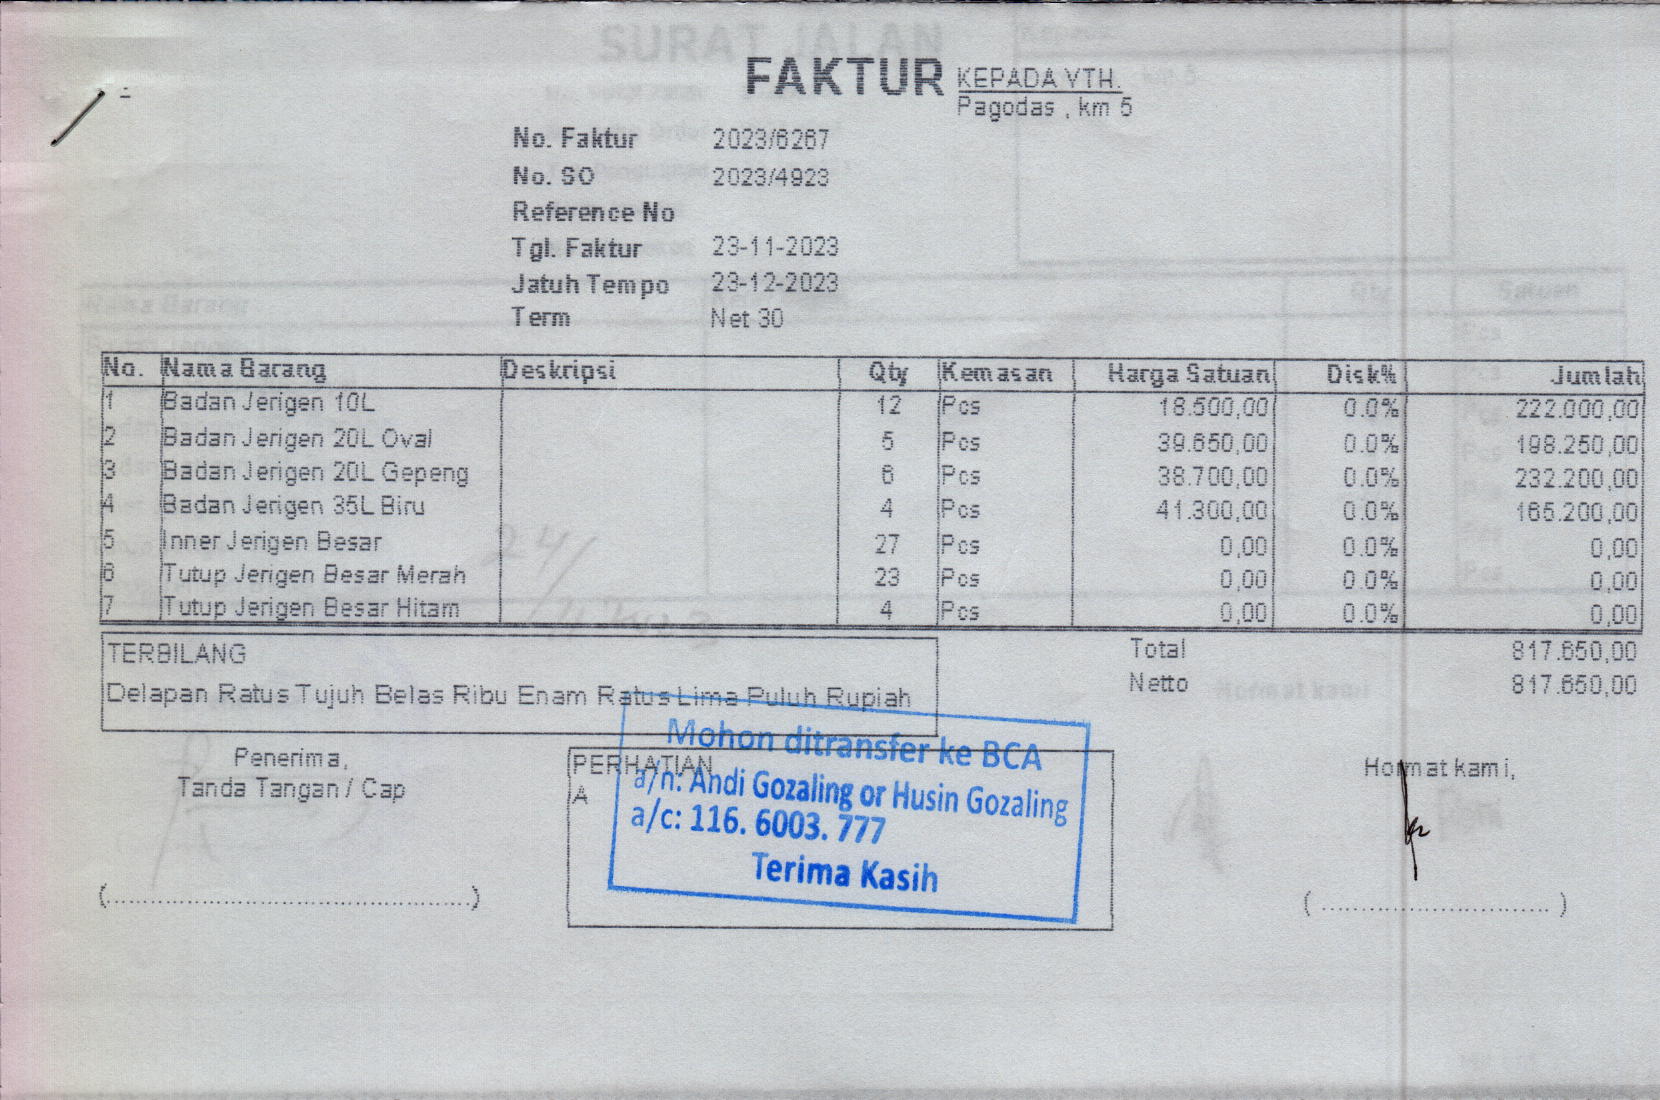 FAKTUR
KEPADA YTH.
Pagodas , km 5
No. Faktur 2023/6267
No. SO 2023/4923
Reference No
Tgl. Faktur 23-11-2023
Jatuh Tempo 23-12-2023
Term Net 30
No. Nama Barang Deskripsi Qty Kemasan Harga Satuan Disk% Jumlah
1 Badan Jerigen 10L 12 Pcs 18.500,00 0.0% 222.000,00
2 Badan Jerigen 20L Oval 5 Pcs 39.650,00 0.0% 198.250,00
3 Badan Jerigen 20L Gepeng 6 Pcs 38.700,00 0.0% 232.200,00
4 Badan Jerigen 35L Biru 4 Pcs 41.300,00 0.0% 165.200,00
5 Inner Jerigen Besar 27 Pcs 0,00 0.0% 0,00
6 Tutup Jerigen Besar Merah 23 Pcs 0,00 0.0% 0,00
7 Tutup Jerigen Besar Hitam 4 Pcs 0,00 0.0% 0,00
TERBILANG
Delapan Ratus Tujuh Belas Ribu Enam Ratus Lima Puluh Rupiah
Total 817.650,00
Netto 817.650,00
Penerima,
Tanda Tangan / Cap
(..............................................)
PERHATIAN
A
Mohon ditransfer ke BCA
a/n: Andi Gozaling or Husin Gozaling
a/c: 116. 6003. 777
Terima Kasih
Hormat kami,
( ............................. )
SURAT JALAN
Nama Barang
Qty
Satuan
Hormat kami